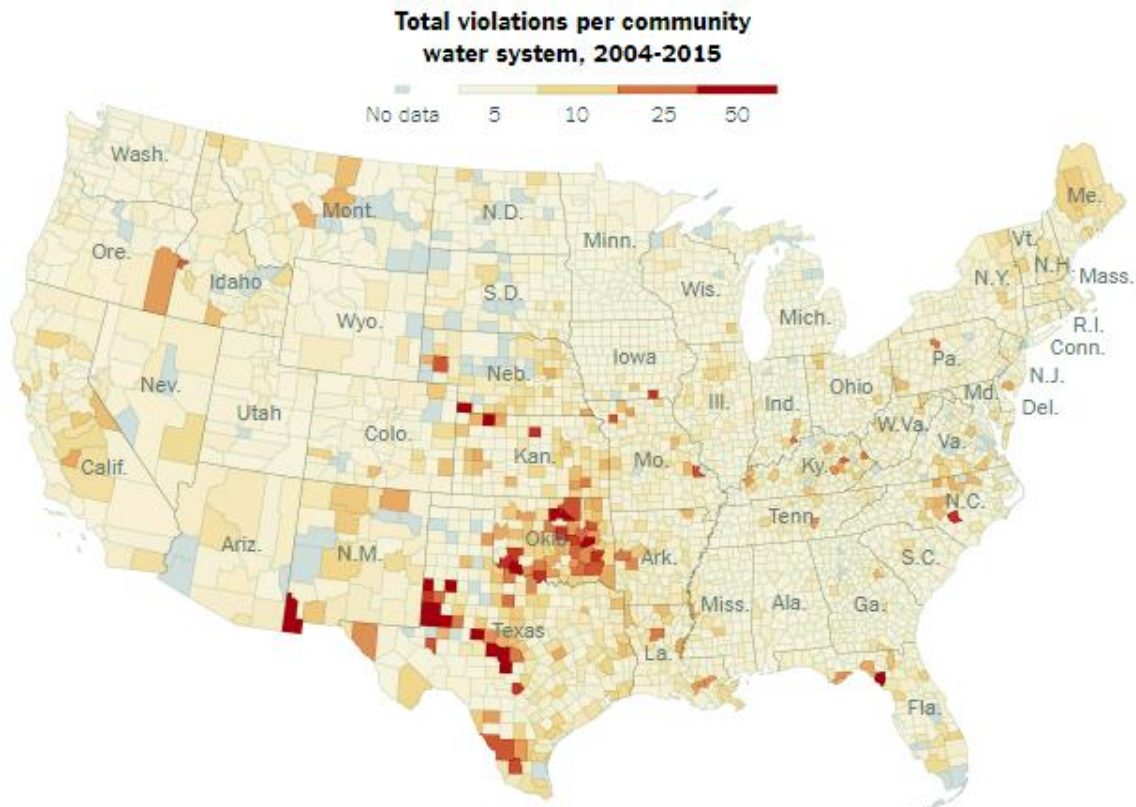 Total violations per community
water system, 2004-2015
No data 5 10 25 50
Wash.
Mont.
N.D.
Minn.
Me.
Ore.
Idaho
S.D.
Wis.
Vt.
N.H.
N.Y.
Mass.
Wyo.
Mich.
R.I.
Conn.
Iowa
Pa.
Nev.
Neb.
Ohio
N.J.
Utah
Ill.
Ind.
Md.
Del.
Colo.
W.Va.
Va.
Calif.
Kan.
Mo.
Ky.
N.C.
Tenn.
Ariz.
N.M.
Okla.
Ark.
S.C.
Miss.
Ala.
Ga.
Texas
La.
Fla.